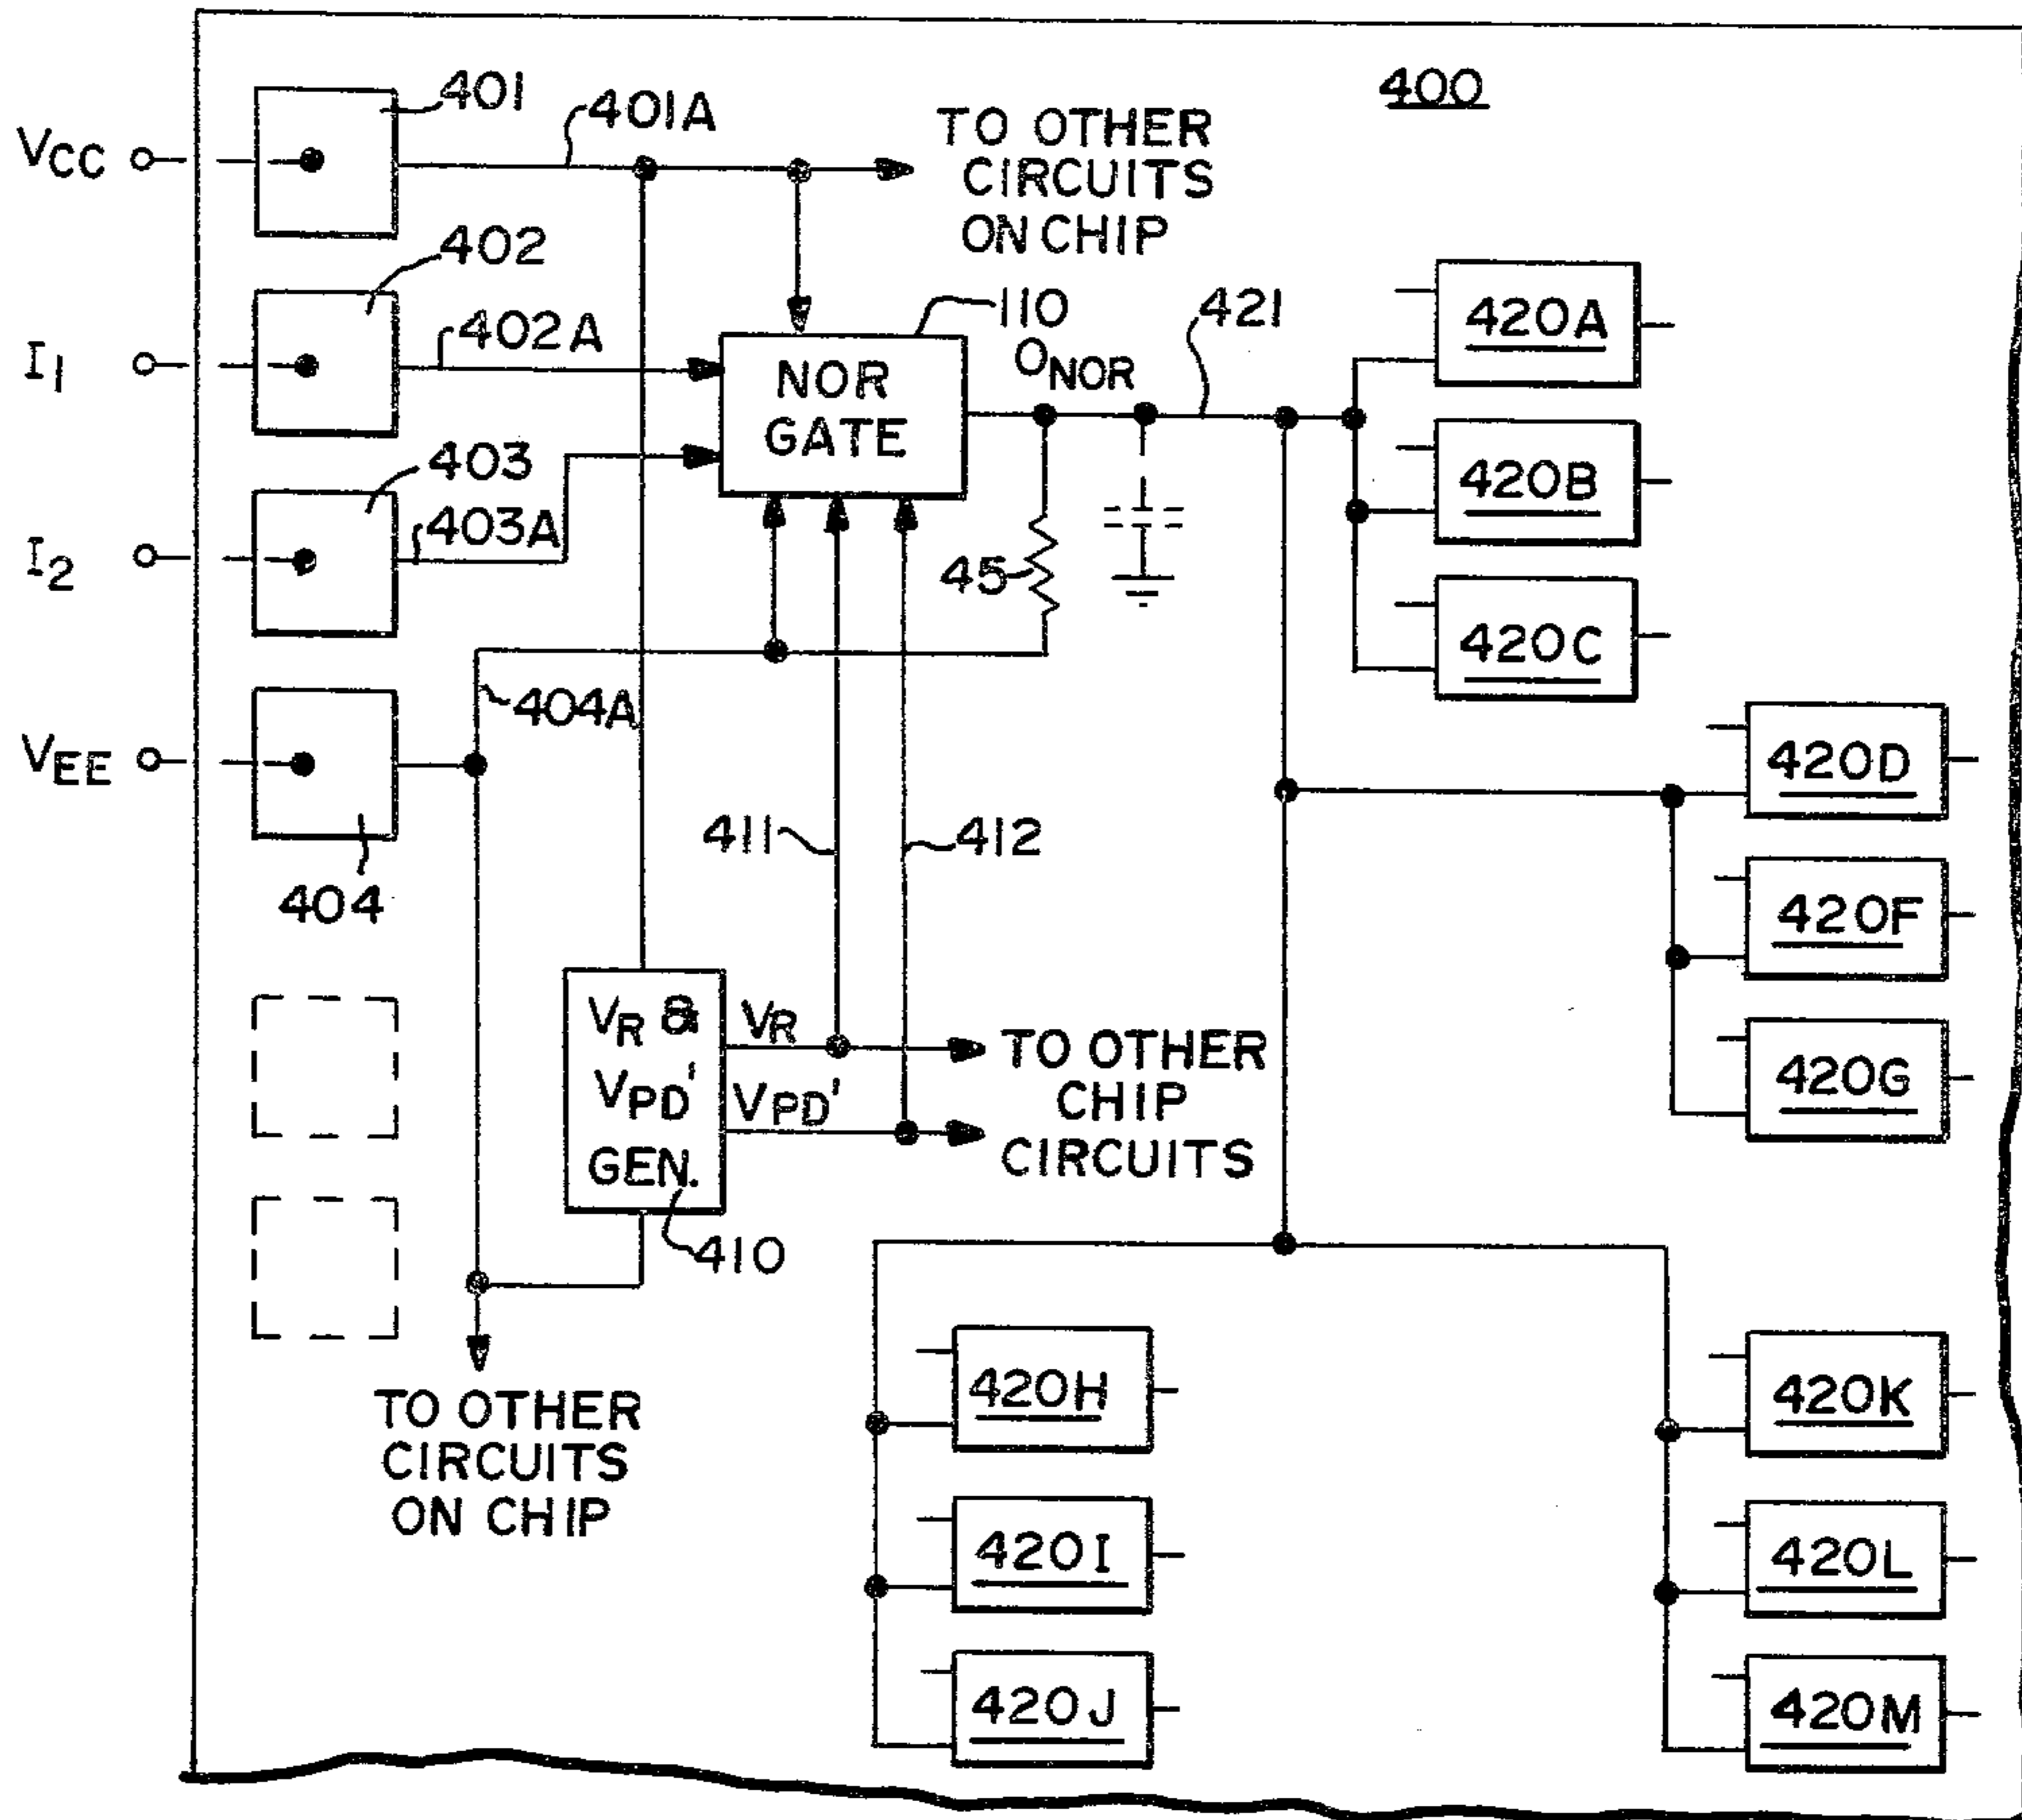 400
401
401A
VCC
TO OTHER
CIRCUITS
ON CHIP
402
402A
I1
110
ONOR
421
NOR
GATE
420A
403
403A
I2
45
420B
420C
404A
VEE
404
411
412
420D
420F
420G
VR &
VPD'
GEN.
VR
VPD'
TO OTHER
CHIP
CIRCUITS
410
TO OTHER
CIRCUITS
ON CHIP
420H
420I
420J
420K
420L
420M